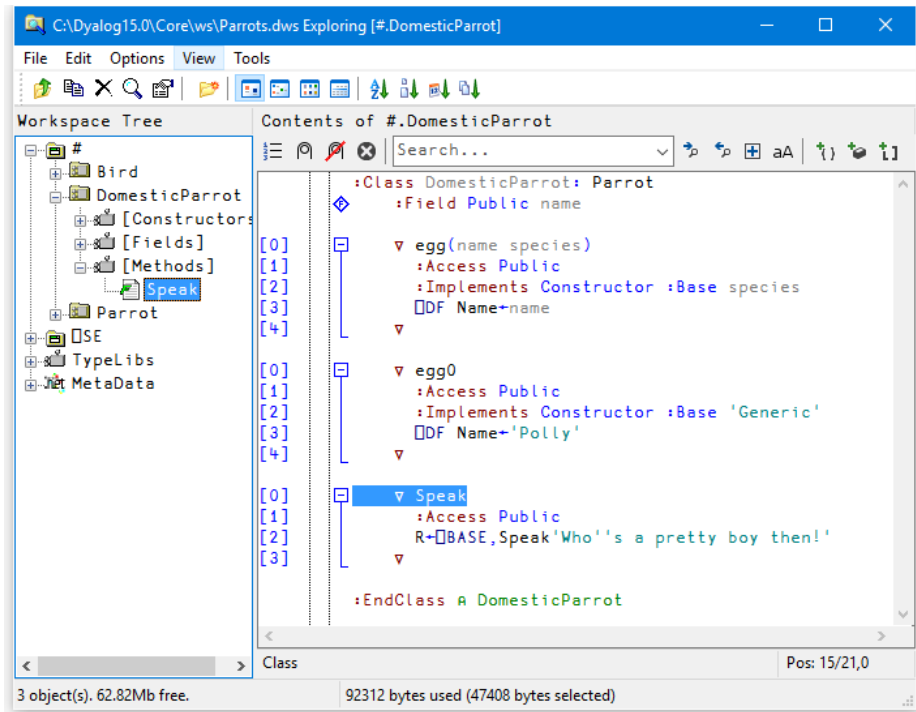 C:\Dyalog15.0\Core\ws\Parrots.dws Exploring [#.DomesticParrot]
File Edit Options View Tools
Workspace Tree
#
Bird
DomesticParrot
[Constructors
[Fields]
[Methods]
Speak
Parrot
⎕SE
TypeLibs
.Net MetaData
Contents of #.DomesticParrot
Search...
aA
:Class DomesticParrot: Parrot
:Field Public name
[0] ∇ egg(name species)
[1] :Access Public
[2] :Implements Constructor :Base species
[3] ⎕DF Name←name
[4] ∇
[0] ∇ egg0
[1] :Access Public
[2] :Implements Constructor :Base 'Generic'
[3] ⎕DF Name←'Polly'
[4] ∇
[0] ∇ Speak
[1] :Access Public
[2] R←⎕BASE,Speak'Who''s a pretty boy then!'
[3] ∇
:EndClass ⍝ DomesticParrot
Class
Pos: 15/21,0
3 object(s). 62.82Mb free.
92312 bytes used (47408 bytes selected)